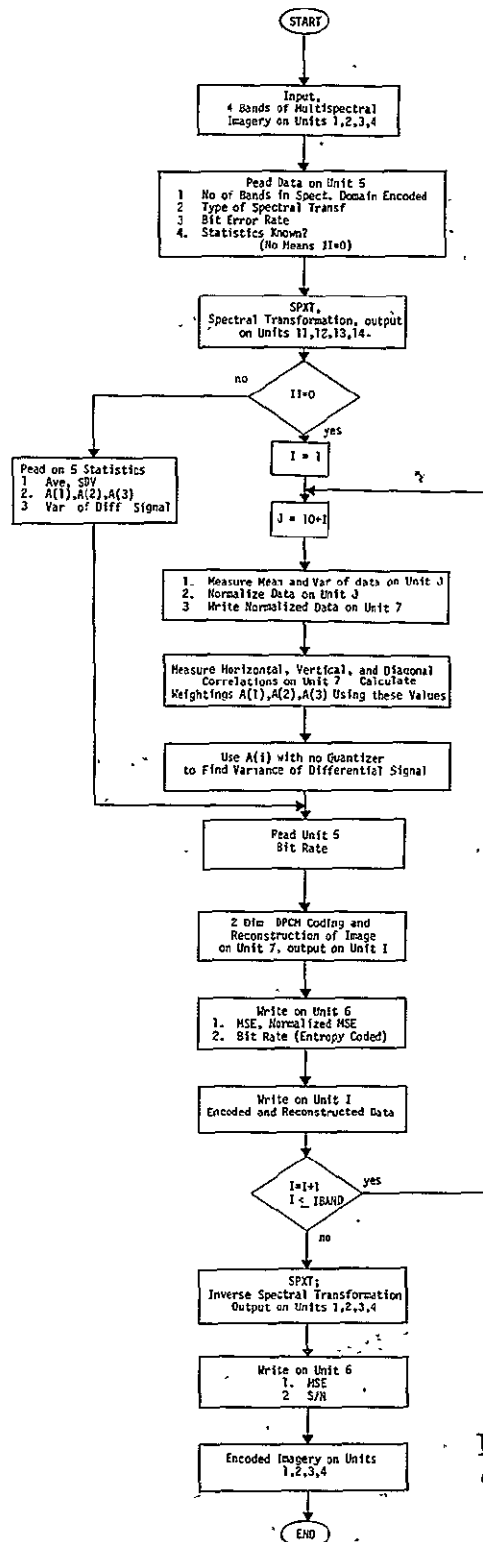 START
Input,
4 Bands of Multispectral
Imagery on Units 1,2,3,4
Pead Data on Unit 5
1 No of Bands in Spect. Domain Encoded
2 Type of Spectral Transf
3 Bit Error Rate
4. Statistics Known?
(No Means II=0)
SPXT,
Spectral Transformation, output
on Units 11,12,13,14.
no
II=0
yes
Pead on 5 Statistics
1 Ave, SDV
2. A(1),A(2),A(3)
3 Var of Diff Signal
I = 1
J = 10+I
1. Measure Mean and Var of data on Unit J
2. Normalize Data on Unit J
3 Write Normalized Data on Unit 7
Measure Horizontal, Vertical, and Diagonal
Correlations on Unit 7 Calculate
Weightings A(1),A(2),A(3) Using these Values
Use A(i) with no Quantizer
to Find Variance of Differential Signal
Pead Unit 5
Bit Rate
2 Dim DPCM Coding and
Reconstruction of Image
on Unit 7, output on Unit I
Write on Unit 6
1. MSE, Normalized MSE
2. Bit Rate (Entropy Coded)
Write on Unit I
Encoded and Reconstructed Data
I=I+1
I ≤ IBAND
yes
no
SPXT;
Inverse Spectral Transformation
Output on Units 1,2,3,4
Write on Unit 6
1. MSE
2 S/N
Encoded Imagery on Units
1,2,3,4
END